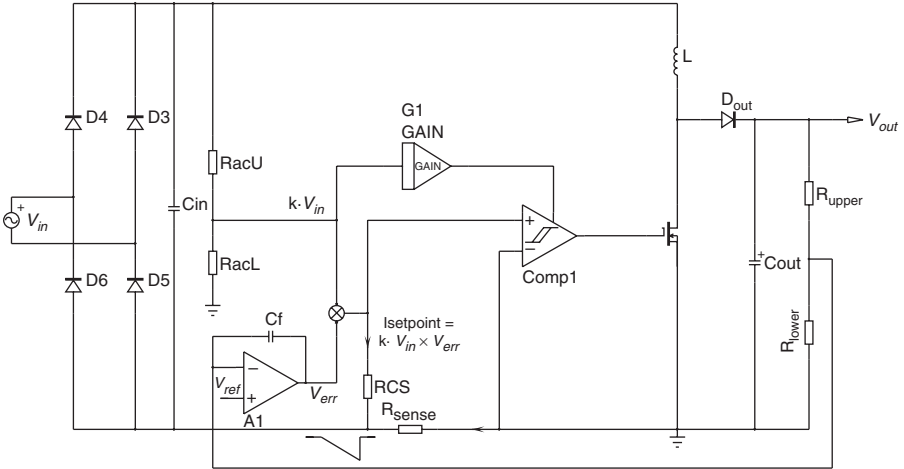 L
D4
D3
G1
GAIN
GAIN
Dout
Vout
RacU
Cin
k·Vin
+
Vin
Rupper
+
−
Comp1
RacL
D6
D5
+
Cout
Cf
Isetpoint =
k· Vin × Verr
Rlower
Vref
−
+
Verr
A1
RCS
Rsense